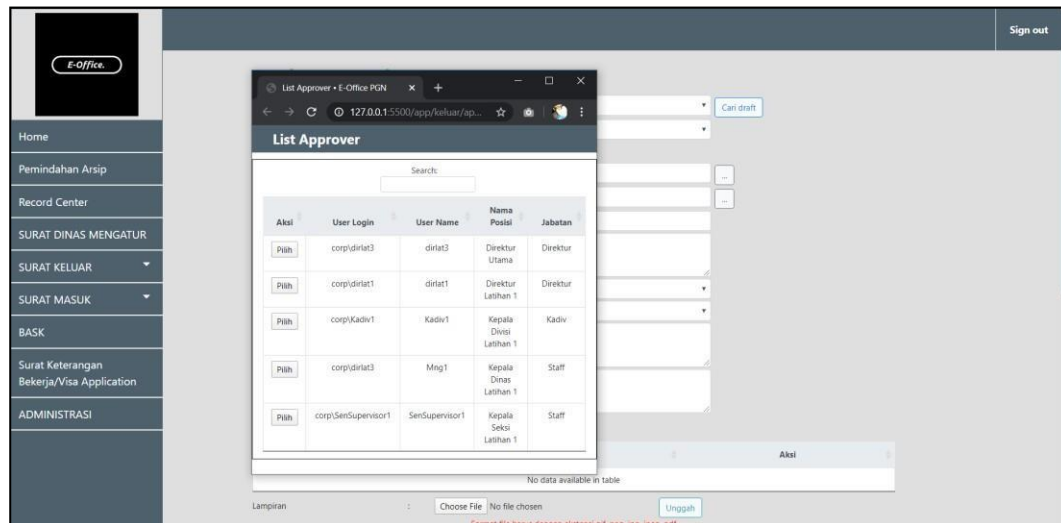 E-Office.
Sign out
Home
Pemindahan Arsip
Record Center
SURAT DINAS MENGATUR
SURAT KELUAR
SURAT MASUK
BASK
Surat Keterangan
Bekerja/Visa Application
ADMINISTRASI
List Approver • E-Office PGN
127.0.0.1:5500/app/keluar/ap...
List Approver
Search:
Aksi User Login User Name Nama Posisi Jabatan
Pilih corp\dirlat3 dirlat3 Direktur Utama Direktur
Pilih corp\dirlat1 dirlat1 Direktur Latihan 1 Direktur
Pilih corp\Kadiv1 Kadiv1 Kepala Divisi Latihan 1 Kadiv
Pilih corp\dirlat3 Mng1 Kepala Dinas Latihan 1 Staff
Pilih corp\SenSupervisor1 SenSupervisor1 Kepala Seksi Latihan 1 Staff
Cari draft
...
...
Aksi
No data available in table
Lampiran : Choose File No file chosen Unggah